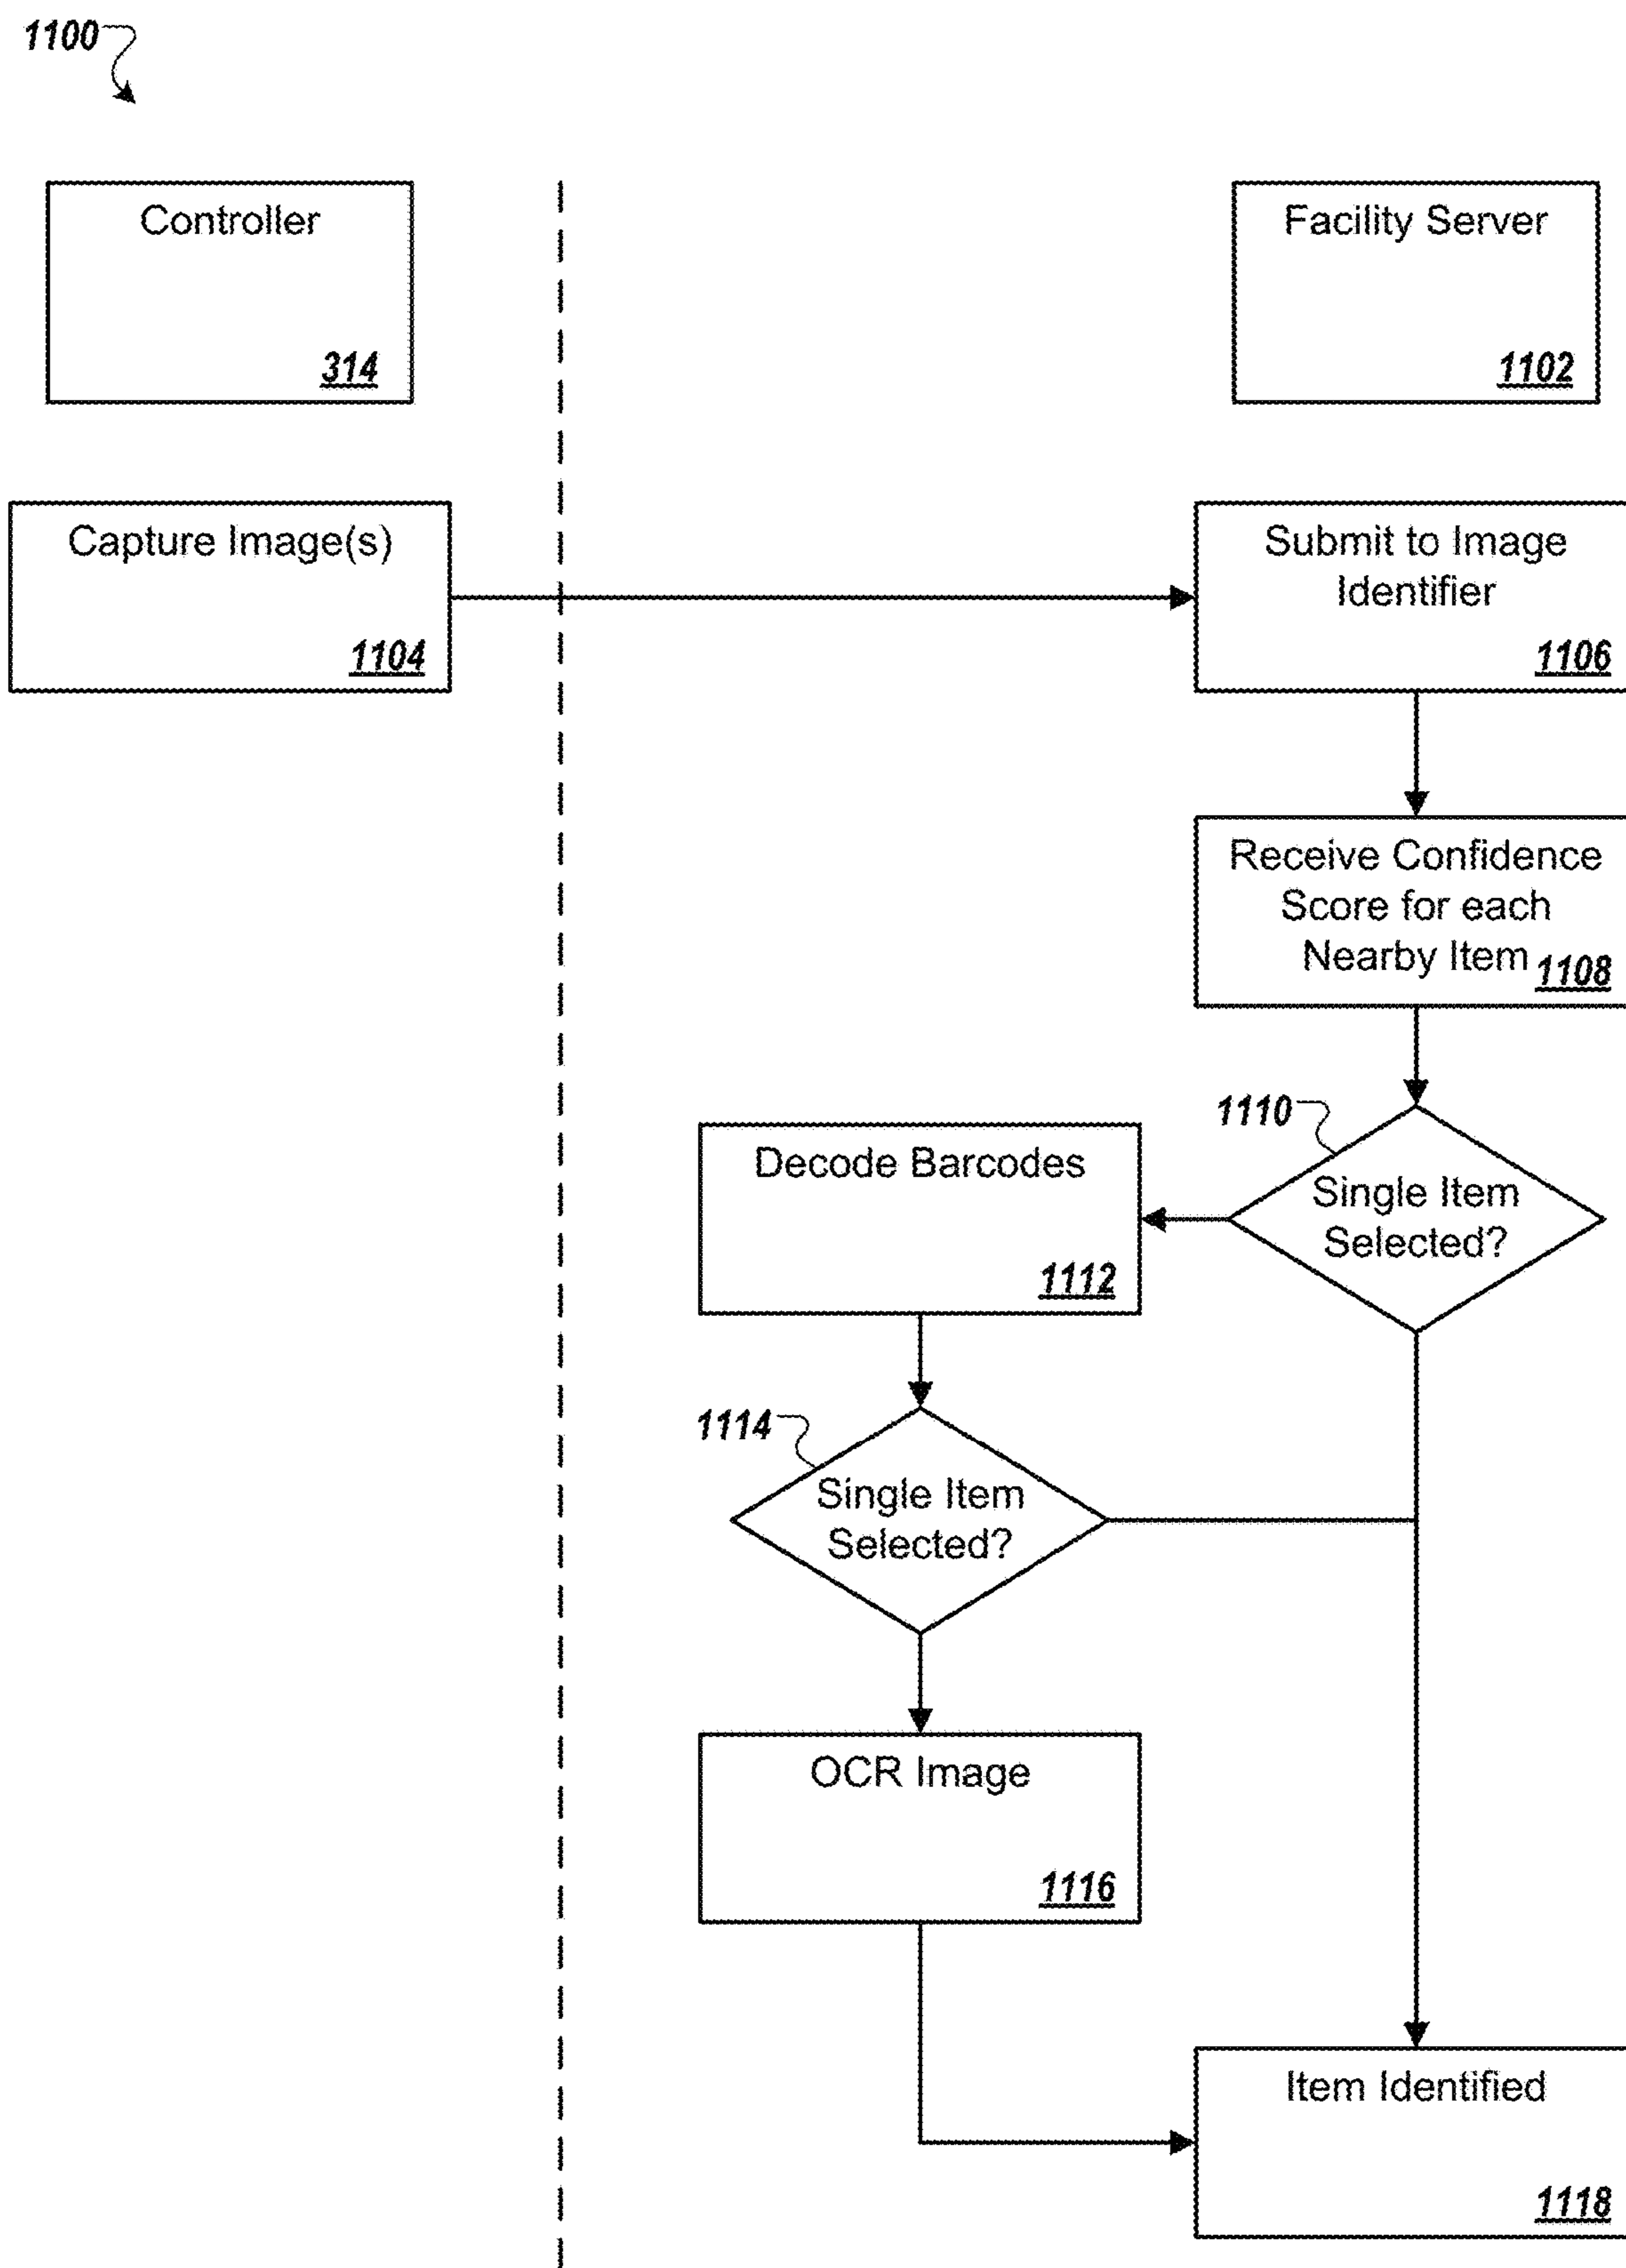 1100
Controller
314
Facility Server
1102
Capture Image(s)
1104
Submit to Image
Identifier
1106
Receive Confidence
Score for each
Nearby Item
1108
1110
Single Item
Selected?
Decode Barcodes
1112
1114
Single Item
Selected?
OCR Image
1116
Item Identified
1118